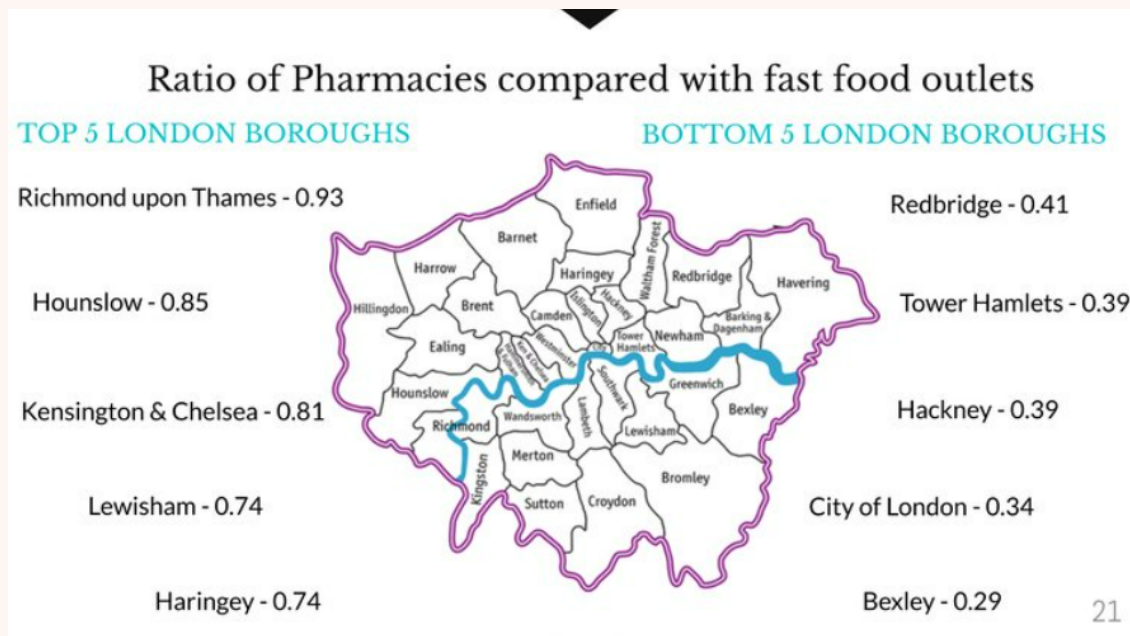 Ratio of Pharmacies compared with fast food outlets
TOP 5 LONDON BOROUGHS
Richmond upon Thames - 0.93
Hounslow - 0.85
Kensington & Chelsea - 0.81
Lewisham - 0.74
Haringey - 0.74
Enfield
Barnet
Harrow
Haringey
Waltham Forest
Redbridge
Havering
Hillingdon
Brent
Camden
Islington
Hackney
Barking &
Dagenham
Ealing
Westminster
City
Tower
Hamlets
Newham
Ken & Chelsea
Hammersmith
& Fulham
Hounslow
Richmond
Wandsworth
Lambeth
Southwark
Greenwich
Lewisham
Bexley
Kingston
Merton
Sutton
Croydon
Bromley
BOTTOM 5 LONDON BOROUGHS
Redbridge - 0.41
Tower Hamlets - 0.39
Hackney - 0.39
City of London - 0.34
Bexley - 0.29
21